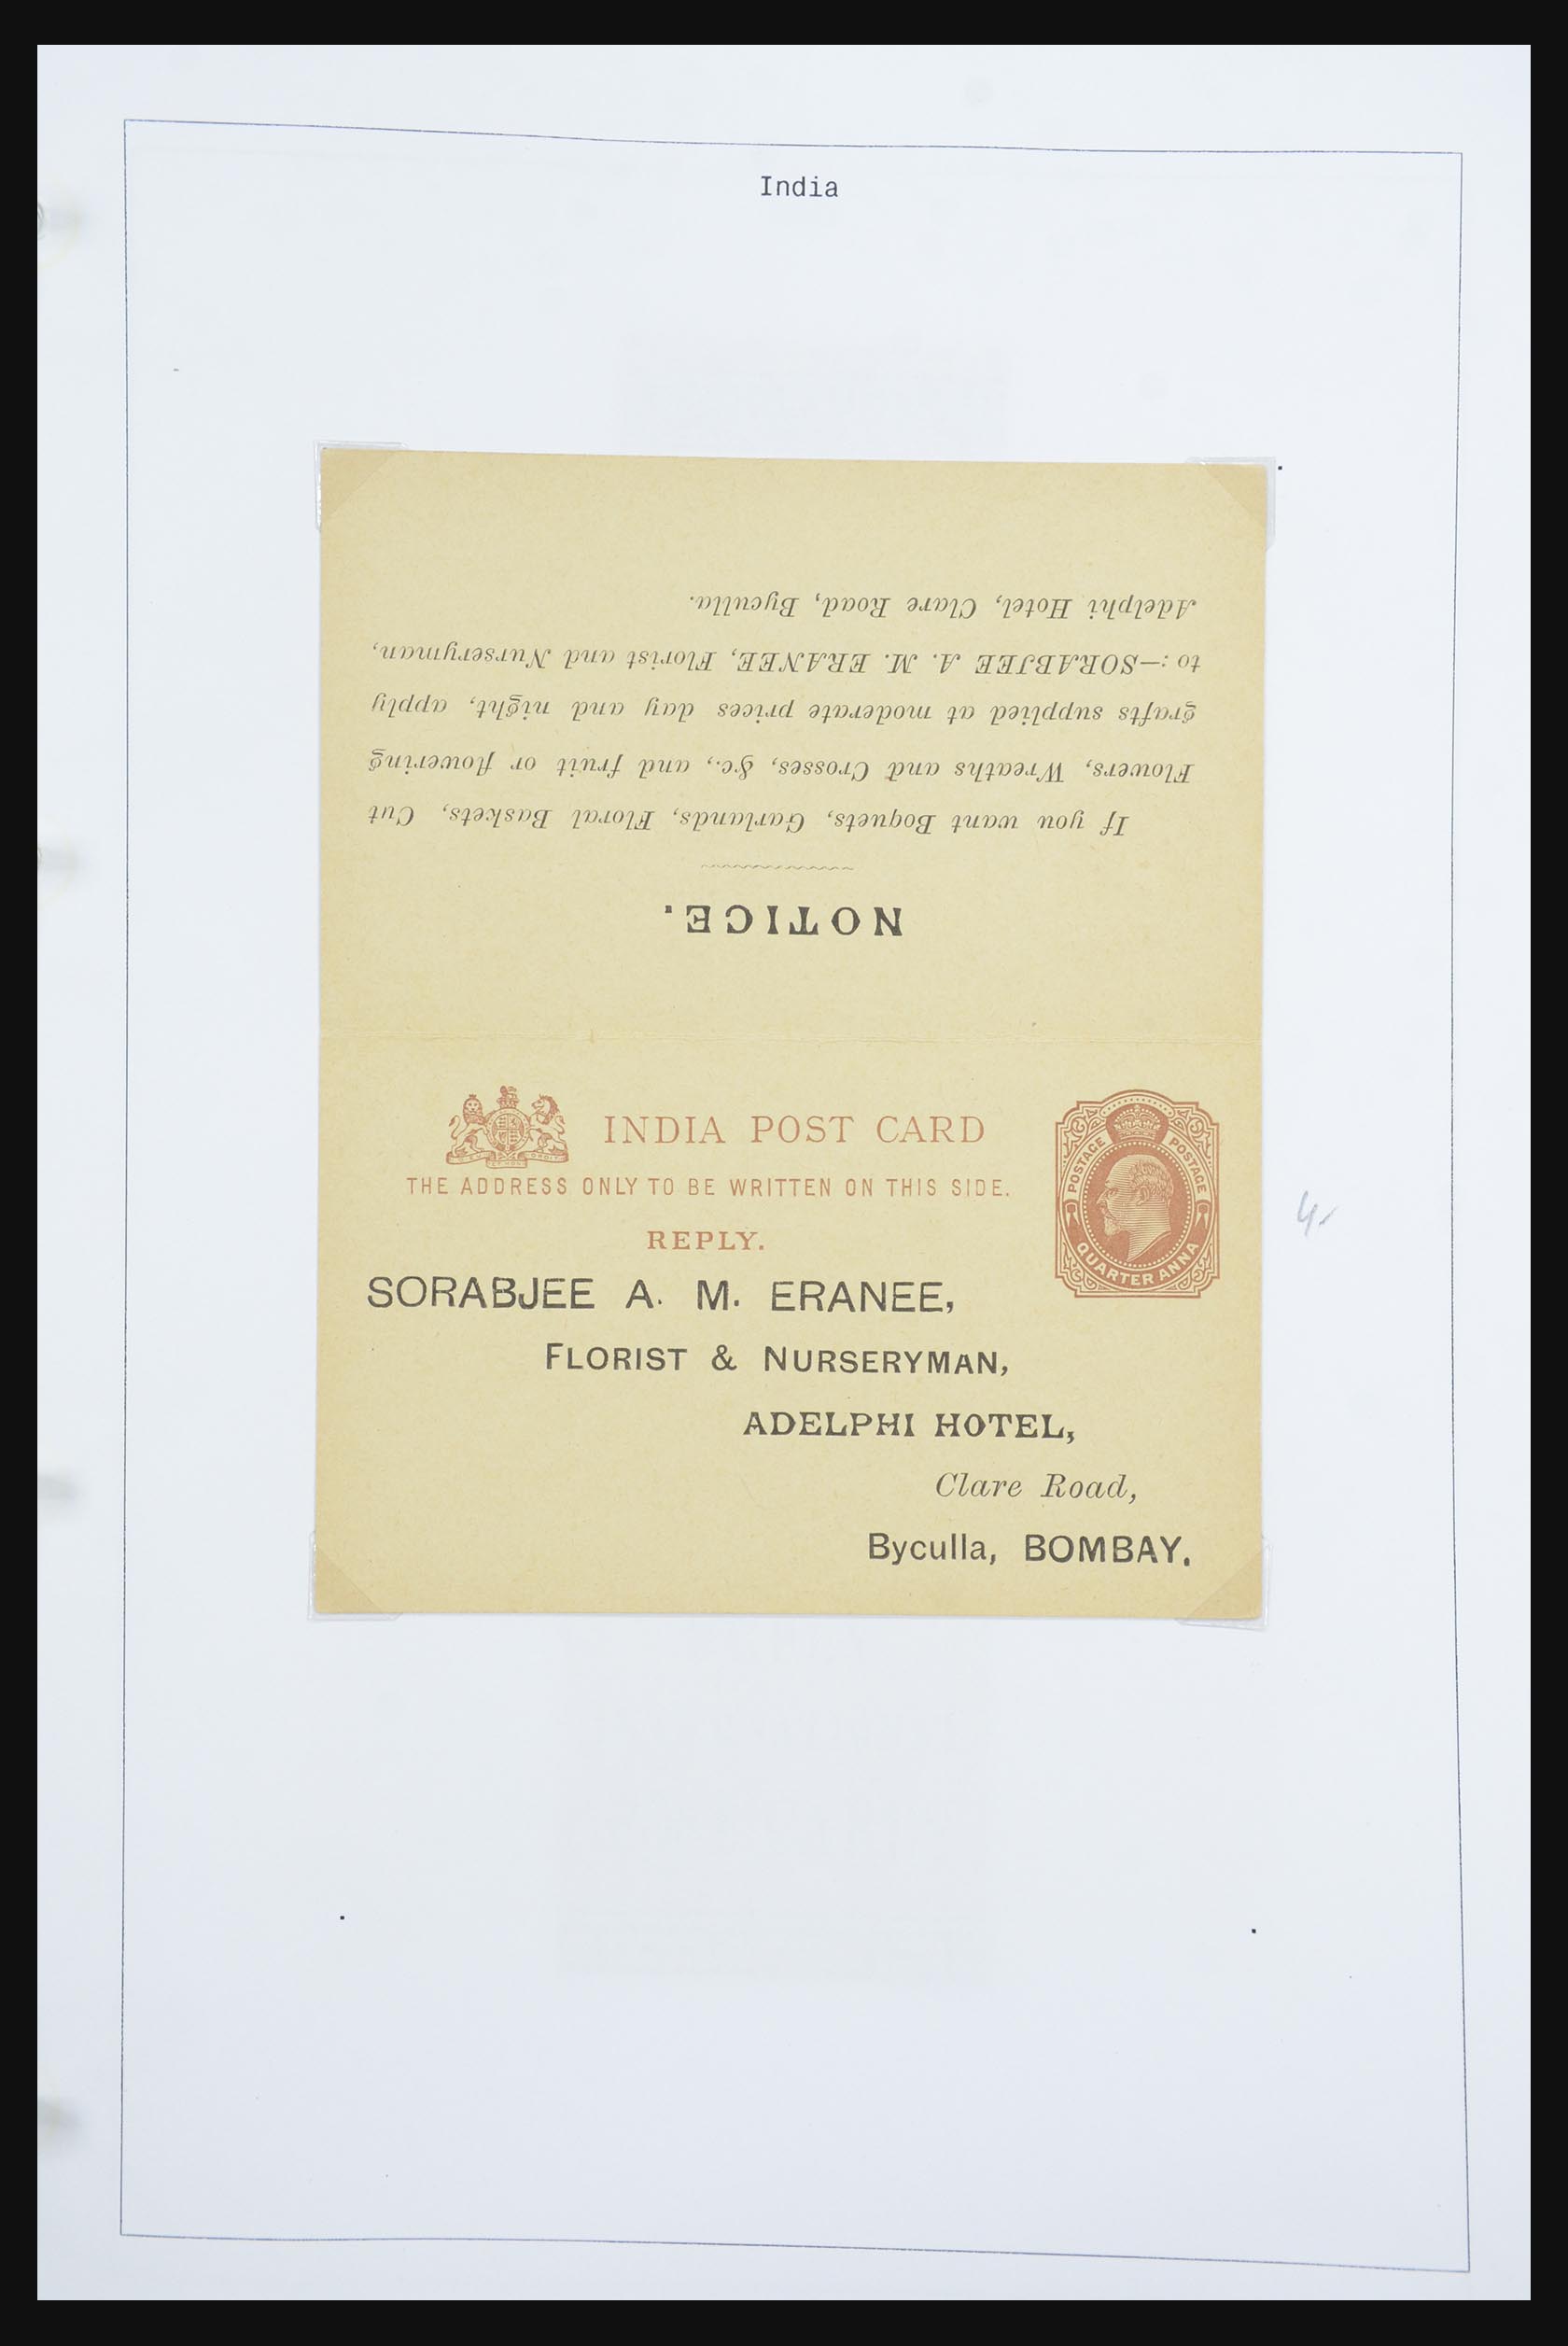 India
NOTICE.
If you want Boquets, Garlands, Floral Baskets, Cut
Flowers, Wreaths and Crosses, &c., and fruit or flowering
grafts supplied at moderate prices day and night, apply
to:—SORABJEE A. M. ERANEE, Florist and Nurseryman,
Adelphi Hotel, Clare Road, Byculla.
INDIA POST CARD
THE ADDRESS ONLY TO BE WRITTEN ON THIS SIDE.
REPLY.
POSTAGE POSTAGE
QUARTER ANNA
SORABJEE A. M. ERANEE,
FLORIST & NURSERYMAN,
ADELPHI HOTEL,
Clare Road,
Byculla, BOMBAY.